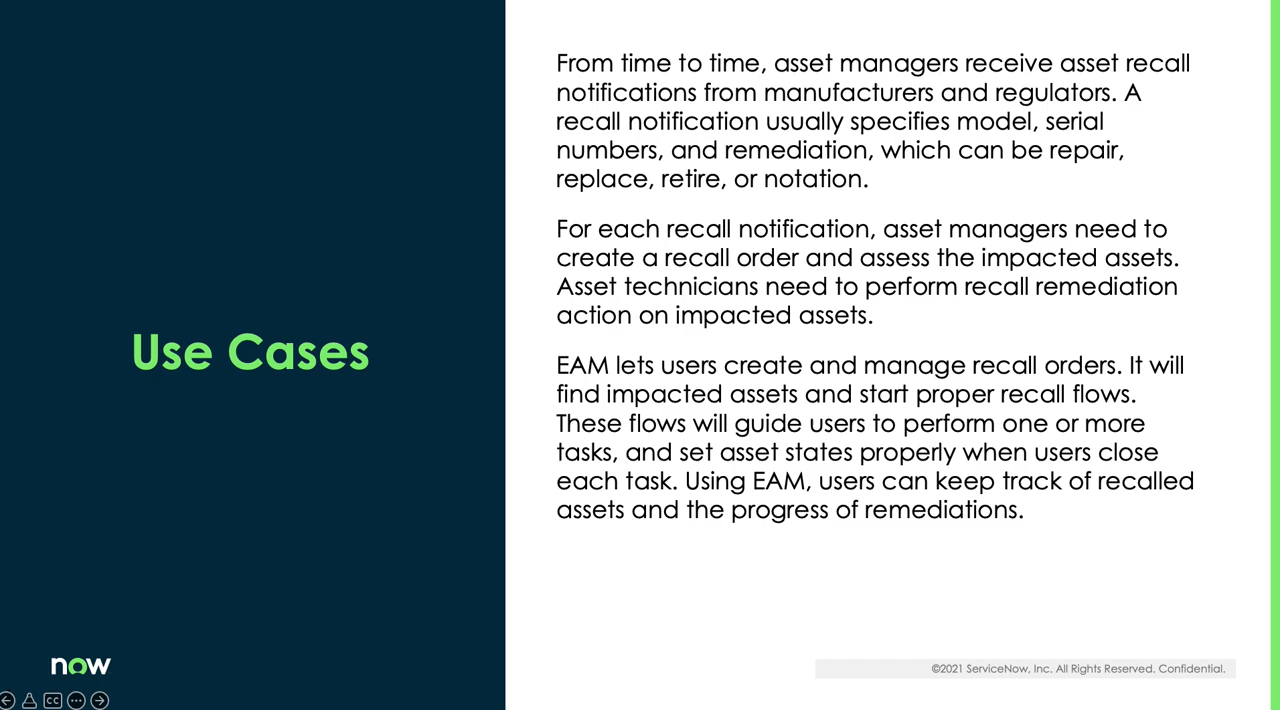 Use Cases
From time to time, asset managers receive asset recall
notifications from manufacturers and regulators. A
recall notification usually specifies model, serial
numbers, and remediation, which can be repair,
replace, retire, or notation.
For each recall notification, asset managers need to
create a recall order and assess the impacted assets.
Asset technicians need to perform recall remediation
action on impacted assets.
EAM lets users create and manage recall orders. It will
find impacted assets and start proper recall flows.
These flows will guide users to perform one or more
tasks, and set asset states properly when users close
each task. Using EAM, users can keep track of recalled
assets and the progress of remediations.
now
©2021 ServiceNow, Inc. All Rights Reserved. Confidential.
CC